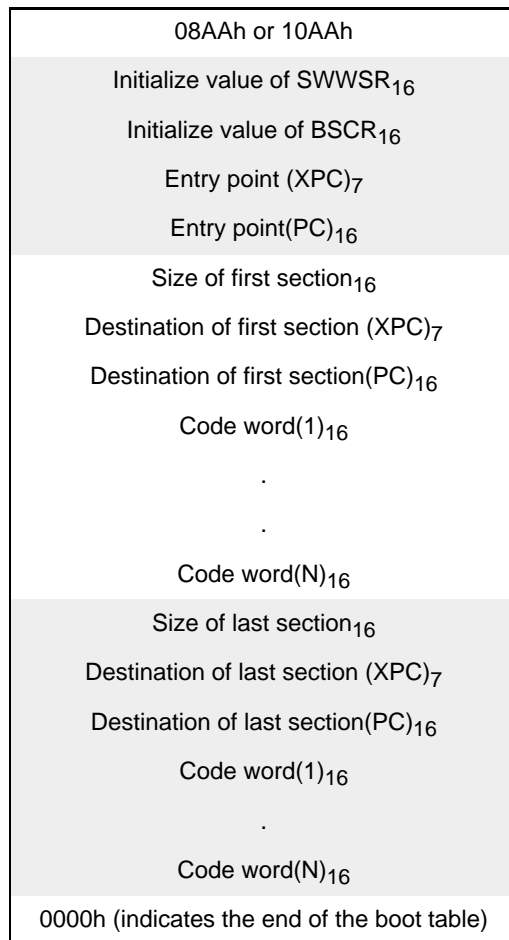 08AAh or 10AAh
Initialize value of SWWSR16
Initialize value of BSCR16
Entry point (XPC)7
Entry point(PC)16
Size of first section16
Destination of first section (XPC)7
Destination of first section(PC)16
Code word(1)16
.
.
Code word(N)16
Size of last section16
Destination of last section (XPC)7
Destination of last section(PC)16
Code word(1)16
.
Code word(N)16
0000h (indicates the end of the boot table)